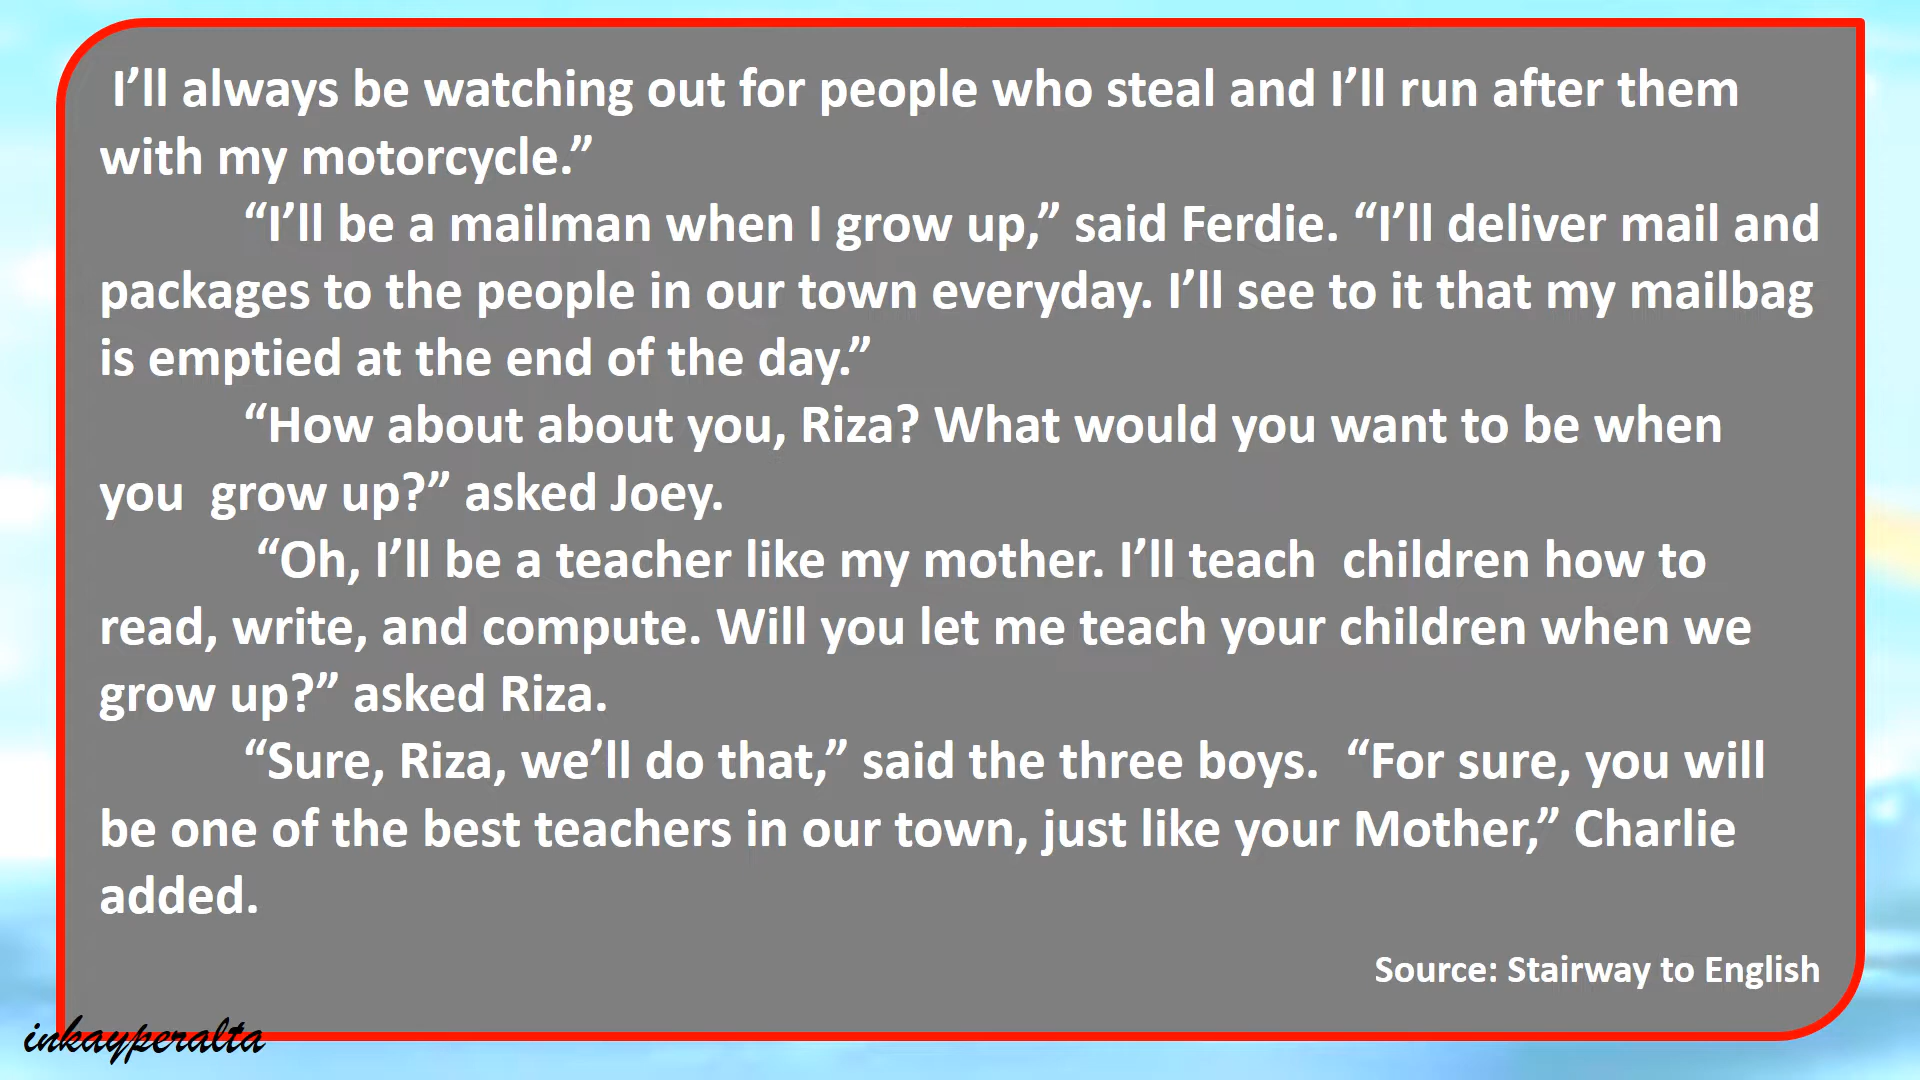 I’ll always be watching out for people who steal and I’ll run after them
with my motorcycle.”
“I’ll be a mailman when I grow up,” said Ferdie. “I’ll deliver mail and
packages to the people in our town everyday. I’ll see to it that my mailbag
is emptied at the end of the day.”
“How about about you, Riza? What would you want to be when
you  grow up?” asked Joey.
“Oh, I’ll be a teacher like my mother. I’ll teach  children how to
read, write, and compute. Will you let me teach your children when we
grow up?” asked Riza.
“Sure, Riza, we’ll do that,” said the three boys.  “For sure, you will
be one of the best teachers in our town, just like your Mother,” Charlie
added.
Source: Stairway to English
inkayperalta